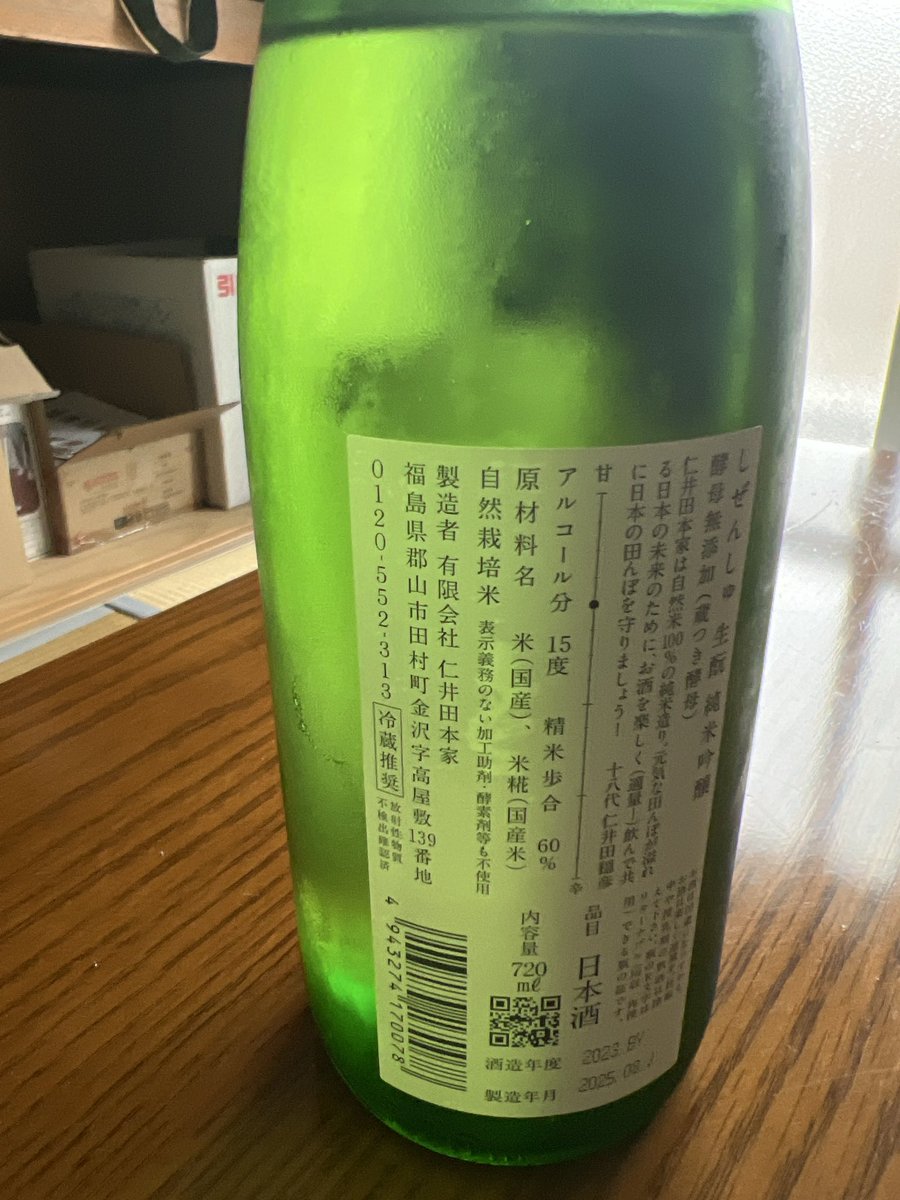 しぜんしゅ 生酛 純米吟醸
酵母無添加（蔵つき酵母）
仁井田本家は自然米100%の純米造り。元気な田んぼが溢れ
る日本の未来のために、お酒を楽しく（適量！）飲んで共
に日本の田んぼを守りましょう！ 十八代 仁井田穏彦
甘 辛
アルコール分 15度 精米歩合 60%
原材料名 米（国産）、米糀（国産米）
自然栽培米 表示義務のない加工助剤・酵素剤等も不使用
製造者 有限会社 仁井田本家
福島県郡山市田村町金沢字高屋敷139番地
0120-552-313 冷蔵推奨 放射性物質
不検出確認済
品目 日本酒
内容量 720㎖
酒造年度 2023.BY
製造年月 2025.08
4 943274 170078